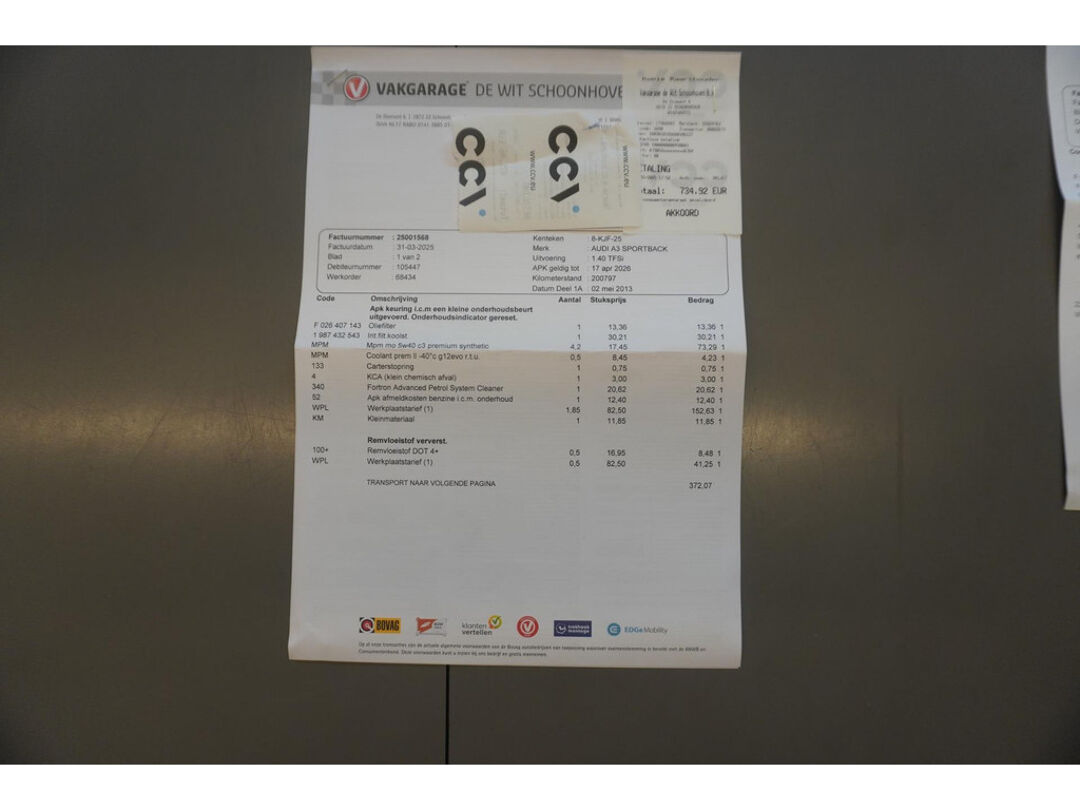 VAKGARAGE DE WIT SCHOONHOVE
CCV
www.ccv.eu
CCV
www.ccv.eu
734.92 EUR
AKKOORD
Factuurnummer : 25001568
Factuurdatum : 31-03-2025
Blad : 1 van 2
Debiteurnummer : 105447
Werkorder : 68434
Kenteken : 8-KJF-25
Merk : AUDI A3 SPORTBACK
Uitvoering : 1.40 TFSi
APK geldig tot : 17 apr 2026
Kilometerstand : 200797
Datum Deel 1A : 02 mei 2013
Code Omschrijving Aantal Stuksprijs Bedrag
Apk keuring i.c.m een kleine onderhoudsbeurt
uitgevoerd. Onderhoudsindicator gereset.
F 026 407 143 Oliefilter 1 13,36 13,36 1
1 987 432 543 Int.filt.koolst. 1 30,21 30,21 1
MPM Mpm mo 5w40 c3 premium synthetic 4,2 17,45 73,29 1
MPM Coolant prem ll -40°c g12evo r.t.u. 0,5 8,45 4,23 1
133 Carterstopring 1 0,75 0,75 1
4 KCA (klein chemisch afval) 1 3,00 3,00 1
340 Fortron Advanced Petrol System Cleaner 1 20,62 20,62 1
52 Apk afmeldkosten benzine i.c.m. onderhoud 1 12,40 12,40 1
WPL Werkplaatstarief (1) 1,85 82,50 152,63 1
KM Kleinmateriaal 1 11,85 11,85 1
Remvloeistof ververst.
100+ Remvloeistof DOT 4+ 0,5 16,95 8,48 1
WPL Werkplaatstarief (1) 0,5 82,50 41,25 1
TRANSPORT NAAR VOLGENDE PAGINA 372,07
BOVAG
klanten
vertellen
EDGeMobility